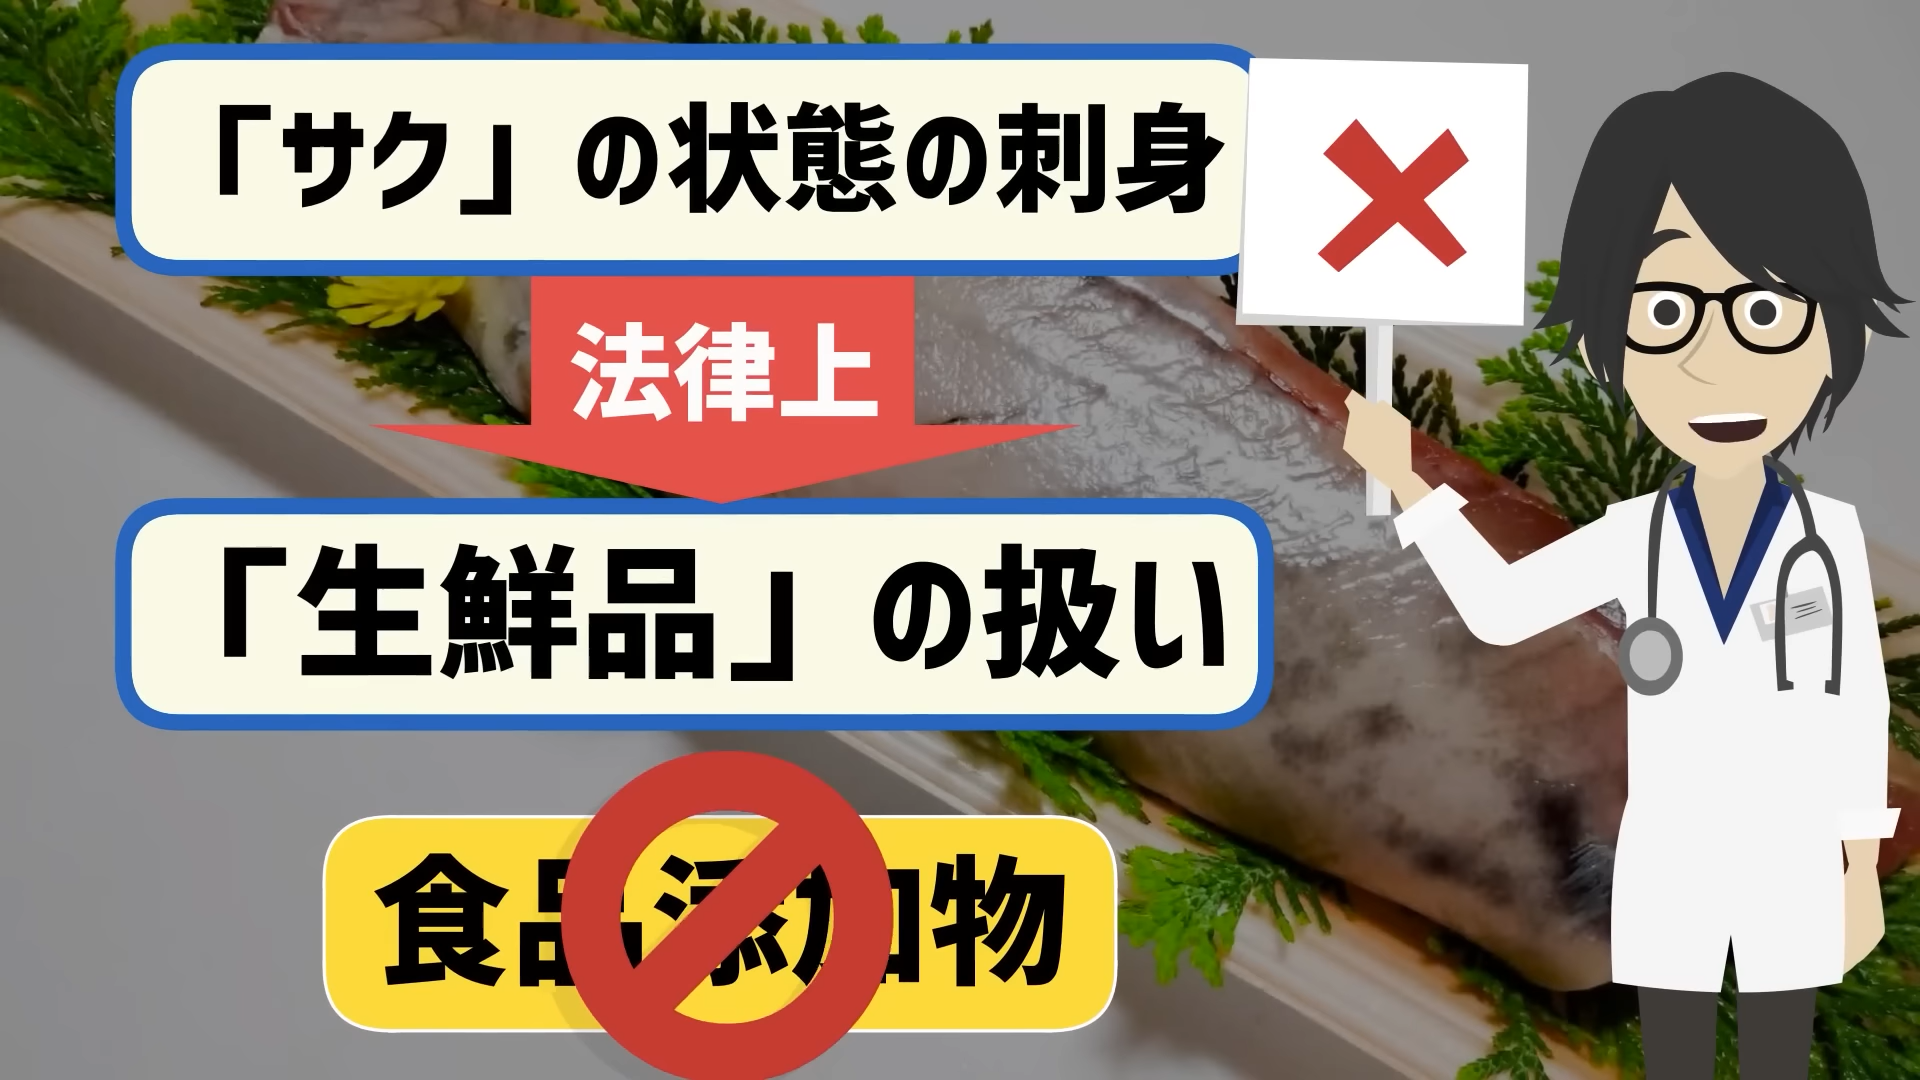 「サク」の状態の刺身
法律上
「生鮮品」の扱い
食品添加物